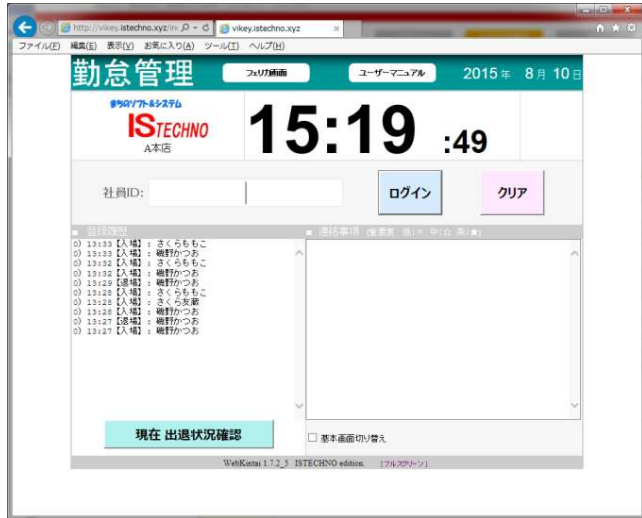 http://vikey.istechno.xyz/in
vikey.istechno.xyz
ファイル(F) 編集(E) 表示(V) お気に入り(A) ツール(T) ヘルプ(H)
勤怠管理 フェリカ画面 ユーザーマニュアル 2015年 8月 10日
まちのソフト&システム
ISTECHNO
A本店
15:19 :49
社員ID: ログイン クリア
■ 登録履歴 ■ 連絡事項 (重要度 低:× 中:☆ 高:★)
0) 13:33【入場】 : さくらももこ
0) 13:33【入場】 : 磯野かつお
0) 13:32【入場】 : さくらももこ
0) 13:32【入場】 : 磯野かつお
0) 13:29【退場】 : 磯野かつお
0) 13:28【入場】 : さくらももこ
0) 13:28【入場】 : さくら友蔵
0) 13:28【入場】 : 磯野かつお
0) 13:27【退場】 : 磯野かつお
0) 13:27【入場】 : 磯野かつお
現在 出退状況確認 基本画面切り替え
WebKintai 1.7.2_5 ISTECHNO edition. [フルスクリーン]